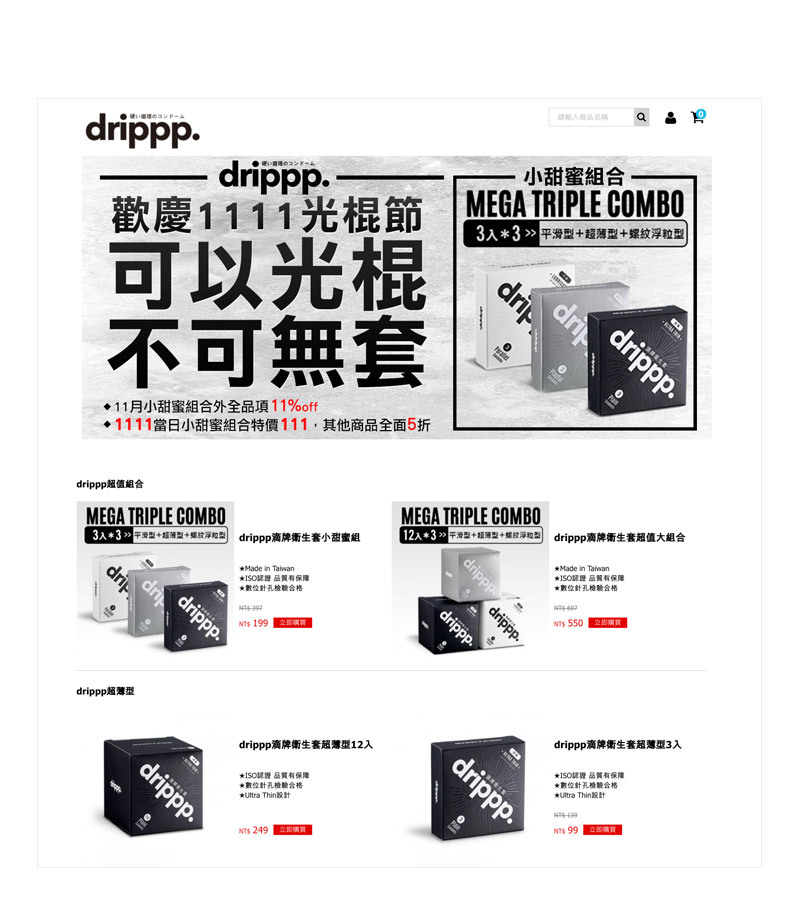 硬い道理のコンドーム
drippp.
請輸入商品名稱
0
硬い道理のコンドーム
drippp.
歡慶1111光棍節
可以光棍
不可無套
◆11月小甜蜜組合外全品項11%off
◆1111當日小甜蜜組合特價111，其他商品全面5折
小甜蜜組合
MEGA TRIPLE COMBO
3入*3 >> 平滑型+超薄型+螺紋浮粒型
drippp.
drippp超值組合
MEGA TRIPLE COMBO
3入*3 >> 平滑型+超薄型+螺紋浮粒型
drippp.
drippp滴牌衛生套小甜蜜組
★Made in Taiwan
★ISO認證 品質有保障
★數位針孔檢驗合格
NT$ 397
NT$ 199 立即購買
MEGA TRIPLE COMBO
12入*3 >> 平滑型+超薄型+螺紋浮粒型
drippp.
drippp.
drippp.
drippp滴牌衛生套超值大組合
★Made in Taiwan
★ISO認證 品質有保障
★數位針孔檢驗合格
NT$ 697
NT$ 550 立即購買
drippp超薄型
drippp.
drippp滴牌衛生套超薄型12入
★ISO認證 品質有保障
★數位針孔檢驗合格
★Ultra Thin設計
NT$ 249 立即購買
drippp.
drippp滴牌衛生套超薄型3入
★ISO認證 品質有保障
★數位針孔檢驗合格
★Ultra Thin設計
NT$ 139
NT$ 99 立即購買